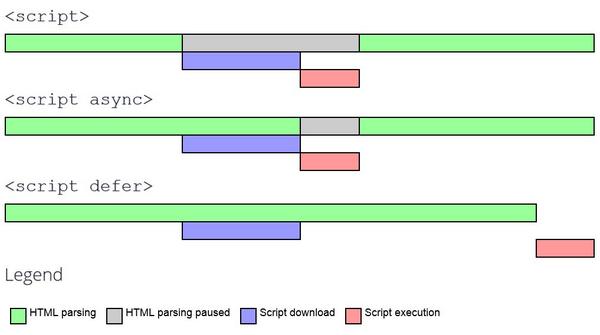 <script>
<script async>
<script defer>
Legend
HTML parsing HTML parsing paused Script download Script execution